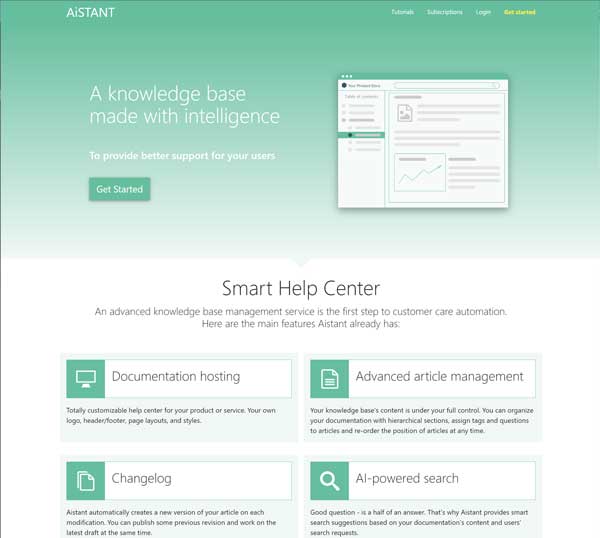 AiSTANT
Tutorials Subscriptions Login Get started
A knowledge base
made with intelligence
To provide better support for your users
Get Started
Your Product Docs
Table of contents
Smart Help Center
An advanced knowledge base management service is the first step to customer care automation.
Here are the main features Aistant already has:
Documentation hosting
Totally customizable help center for your product or service. Your own
logo, header/footer, page layouts, and styles.
Advanced article management
Your knowledge base's content is under your full control. You can organize
your documentation with hierarchical sections, assign tags and questions
to articles and re-order the position of articles at any time.
Changelog
Aistant automatically creates a new version of your article on each
modification. You can publish some previous revision and work on the
latest draft at the same time.
AI-powered search
Good question - is a half of an answer. That's why Aistant provides smart
search suggestions based on your documentation's content and users'
search requests.